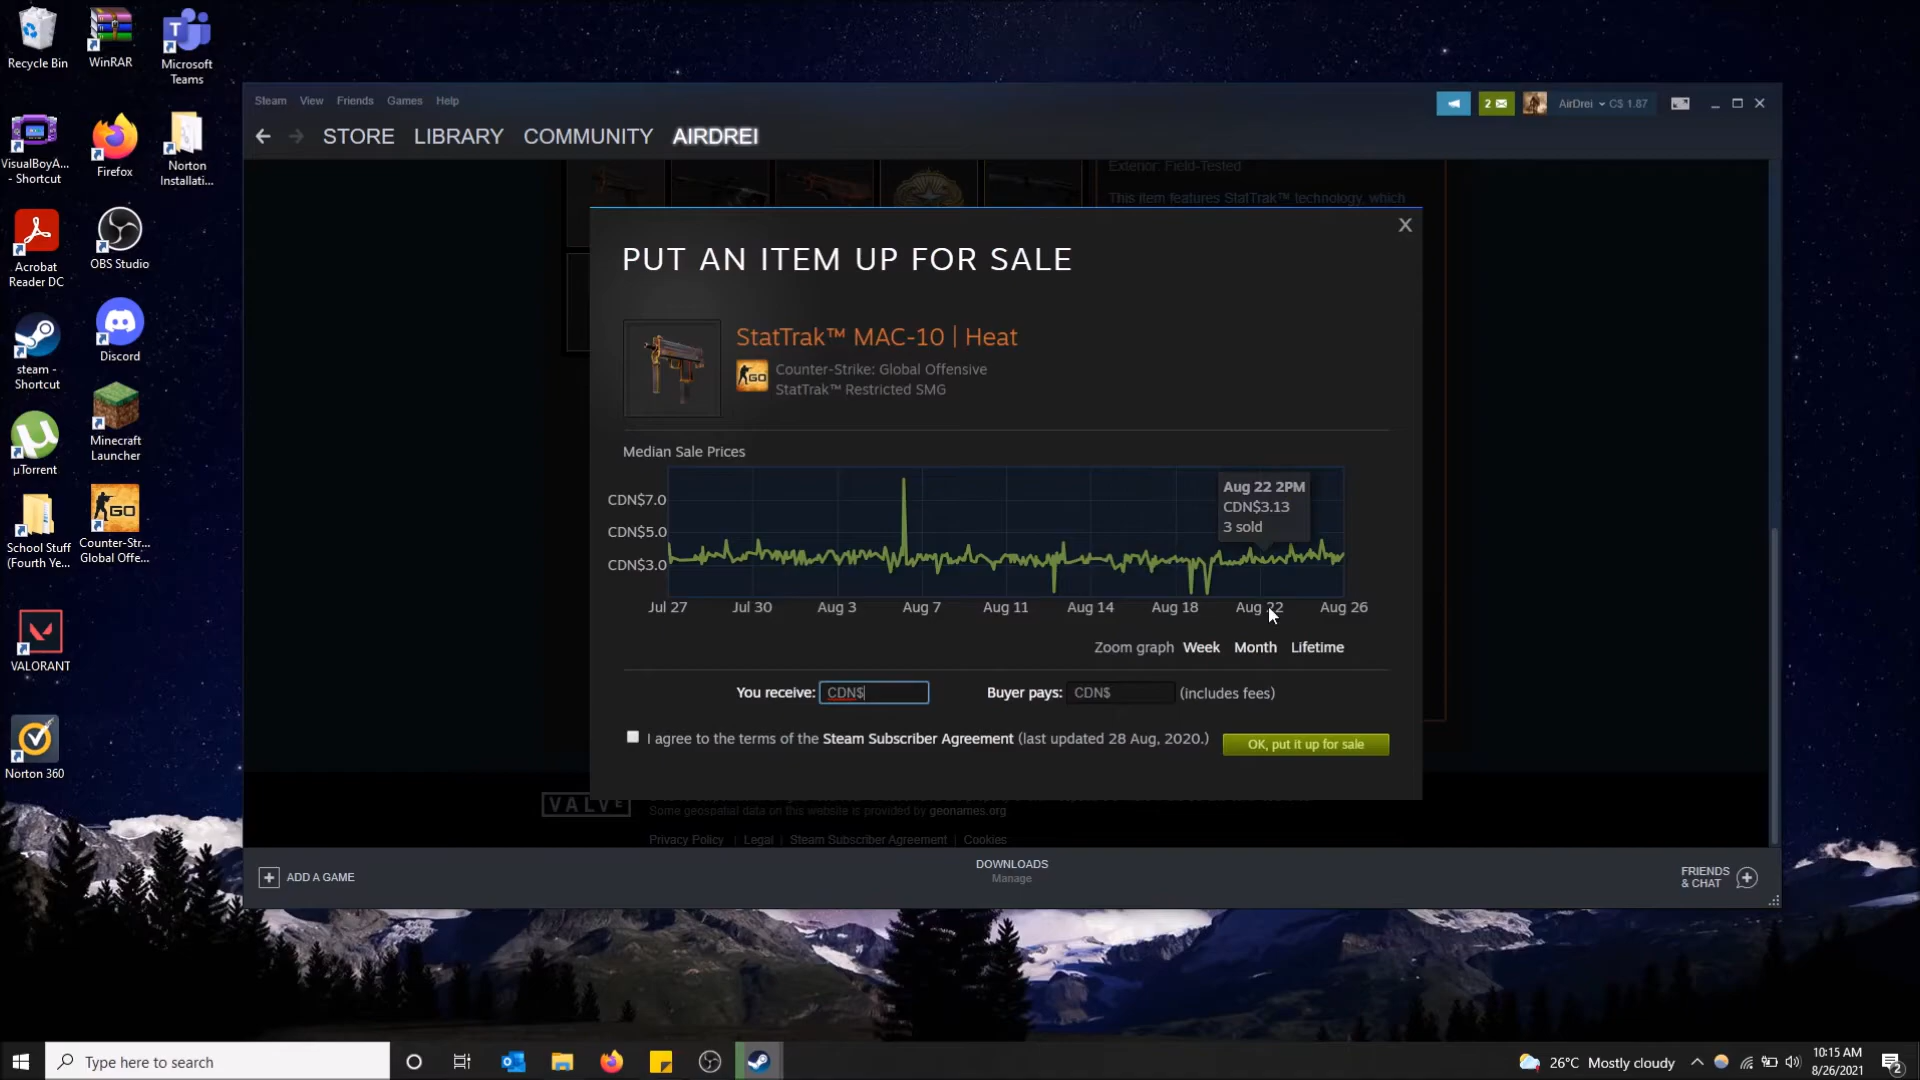 Recycle Bin
WinRAR
Microsoft
Teams
VisualBoyA...
- Shortcut
Firefox
Norton
Installati...
Acrobat
Reader DC
OBS Studio
steam -
Shortcut
Discord
µTorrent
Minecraft
Launcher
School Stuff
(Fourth Ye...
Counter-Str...
Global Offe...
VALORANT
Norton 360
Steam View Friends Games Help
2
AirDrei C$ 1.87
STORE LIBRARY COMMUNITY AIRDREI
Exterior: Field-Tested
This item features StatTrak™ technology, which
X
PUT AN ITEM UP FOR SALE
StatTrak™ MAC-10 | Heat
GO
Counter-Strike: Global Offensive
StatTrak™ Restricted SMG
Median Sale Prices
CDN$7.0
CDN$5.0
CDN$3.0
Aug 22 2PM
CDN$3.13
3 sold
Jul 27 Jul 30 Aug 3 Aug 7 Aug 11 Aug 14 Aug 18 Aug 22 Aug 26
Zoom graph Week Month Lifetime
You receive: CDN$ Buyer pays: CDN$ (includes fees)
I agree to the terms of the Steam Subscriber Agreement (last updated 28 Aug, 2020.)
OK, put it up for sale
VALVE
Some geospatial data on this website is provided by geonames.org
Privacy Policy | Legal | Steam Subscriber Agreement | Cookies
ADD A GAME
DOWNLOADS
Manage
FRIENDS
& CHAT
Type here to search
26°C Mostly cloudy
10:15 AM
8/26/2021
2